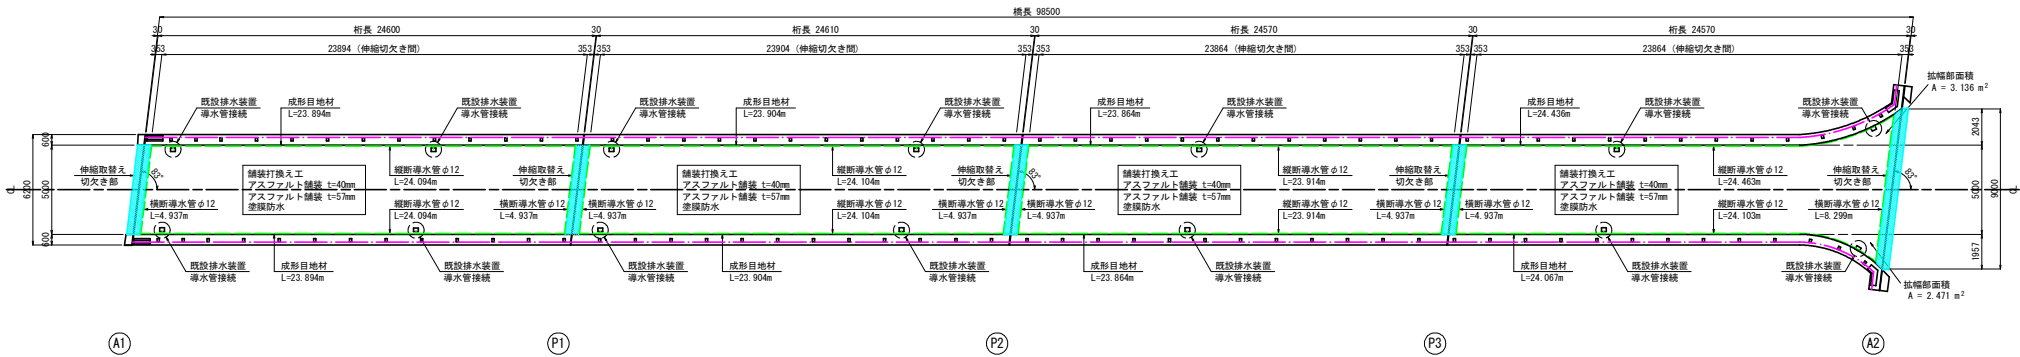 橋長 98500
30 桁長 24600 30 桁長 24610 30 桁長 24570 30 桁長 24570 30
353 23894 (伸縮切欠き間) 353 353 23904 (伸縮切欠き間) 353 353 23864 (伸縮切欠き間) 353 353 23864 (伸縮切欠き間) 353
拡幅部面積
A = 3.136 m²
既設排水装置
導水管接続
成形目地材
L=23.894m
既設排水装置
導水管接続
既設排水装置
導水管接続
成形目地材
L=23.904m
既設排水装置
導水管接続
成形目地材
L=23.864m
既設排水装置
導水管接続
成形目地材
L=24.436m
既設排水装置
導水管接続
既設排水装置
導水管接続
600
5000
600
6200
CL
2043
5000
1957
9000
CL
伸縮取替え
切欠き部
83°
舗装打換え工
アスファルト舗装 t=40mm
アスファルト舗装 t=57mm
塗膜防水
縦断導水管φ12
L=24.094m
伸縮取替え
切欠き部
舗装打換え工
アスファルト舗装 t=40mm
アスファルト舗装 t=57mm
塗膜防水
縦断導水管φ12
L=24.104m
伸縮取替え
切欠き部
83°
舗装打換え工
アスファルト舗装 t=40mm
アスファルト舗装 t=57mm
塗膜防水
縦断導水管φ12
L=23.914m
伸縮取替え
切欠き部
舗装打換え工
アスファルト舗装 t=40mm
アスファルト舗装 t=57mm
塗膜防水
縦断導水管φ12
L=24.463m
伸縮取替え
切欠き部
83°
横断導水管φ12
L=4.937m
縦断導水管φ12
L=24.094m
横断導水管φ12
L=4.937m
横断導水管φ12
L=4.937m
縦断導水管φ12
L=24.104m
横断導水管φ12
L=4.937m
横断導水管φ12
L=4.937m
縦断導水管φ12
L=23.914m
横断導水管φ12
L=4.937m
横断導水管φ12
L=4.937m
縦断導水管φ12
L=24.103m
横断導水管φ12
L=8.299m
既設排水装置
導水管接続
成形目地材
L=23.894m
既設排水装置
導水管接続
既設排水装置
導水管接続
成形目地材
L=23.904m
既設排水装置
導水管接続
成形目地材
L=23.864m
既設排水装置
導水管接続
成形目地材
L=24.067m
既設排水装置
導水管接続
既設排水装置
導水管接続
拡幅部面積
A = 2.471 m²
A1 P1 P2 P3 A2